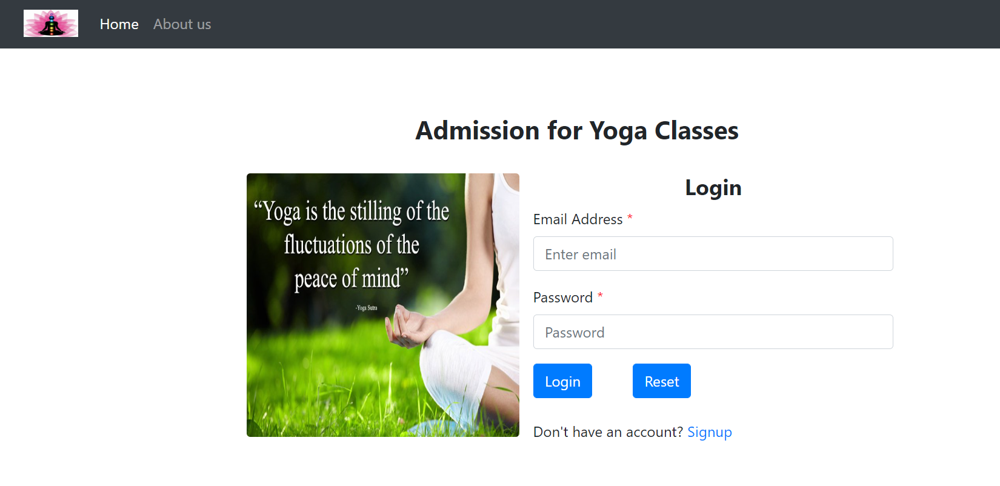 Home About us
Admission for Yoga Classes
“Yoga is the stilling of the
fluctuations of the
peace of mind”
-Yoga Sutra
Login
Email Address *
Enter email
Password *
Password
Login Reset
Don't have an account? Signup